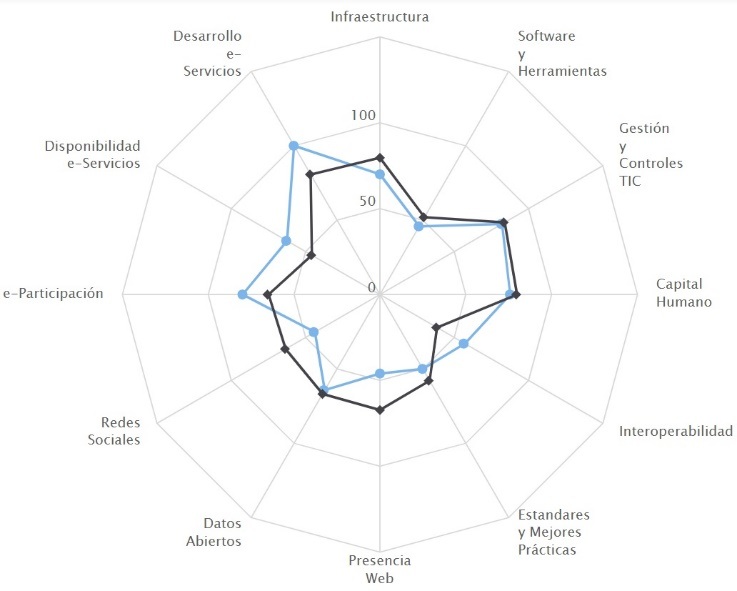 Infraestructura
Desarrollo
e-
Servicios
Software
y
Herramientas
100
Gestión
y
Controles
TIC
Disponibilidad
e-Servicios
50
0
e-Participación
Capital
Humano
Redes
Sociales
Interoperabilidad
Datos
Abiertos
Estandares
y Mejores
Prácticas
Presencia
Web